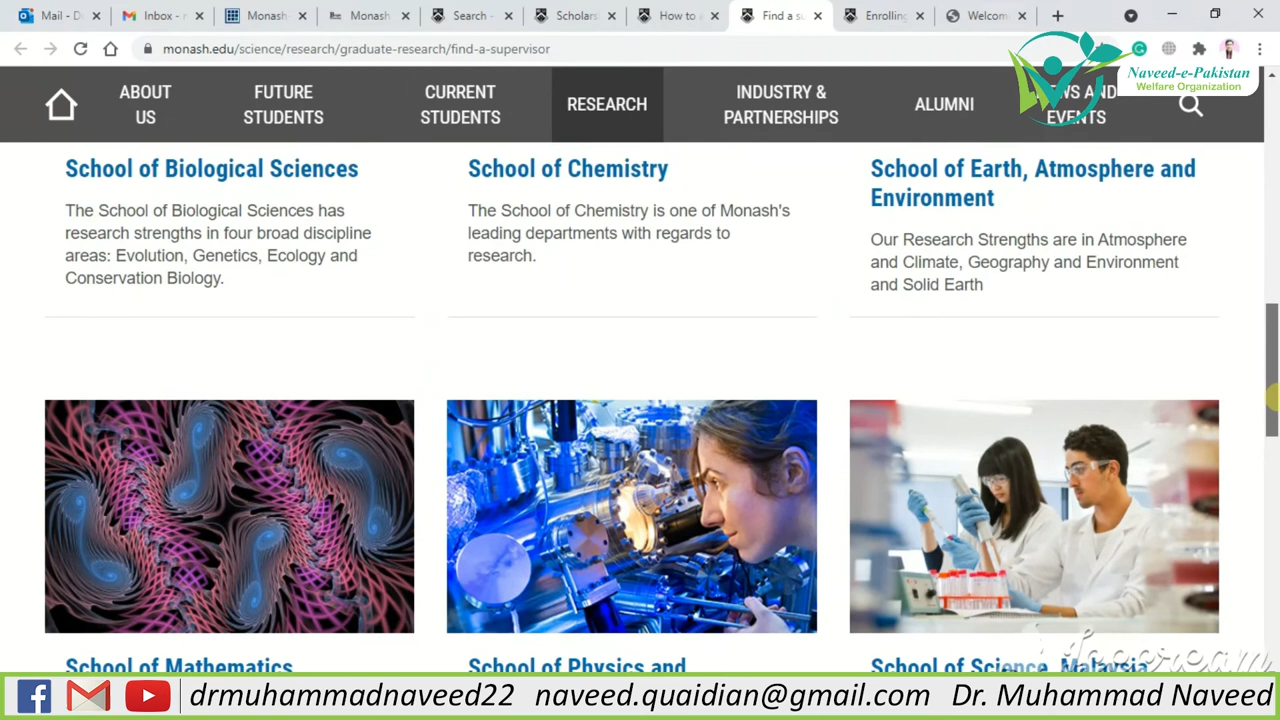 Mail - D
Inbox - r
Monash-
Monash
Search -
Scholars
How to a
Find a su
Enrolling
Welcom
monash.edu/science/research/graduate-research/find-a-supervisor
Naveed-e-Pakistan
Welfare Organization
ABOUT
US
FUTURE
STUDENTS
CURRENT
STUDENTS
RESEARCH
INDUSTRY &
PARTNERSHIPS
ALUMNI
NEWS AND
EVENTS
School of Biological Sciences
The School of Biological Sciences has
research strengths in four broad discipline
areas: Evolution, Genetics, Ecology and
Conservation Biology.
School of Chemistry
The School of Chemistry is one of Monash's
leading departments with regards to
research.
School of Earth, Atmosphere and
Environment
Our Research Strengths are in Atmosphere
and Climate, Geography and Environment
and Solid Earth
School of Mathematics
School of Physics and
School of Science, Malaysia
drmuhammadnaveed22 naveed.quaidian@gmail.com Dr. Muhammad Naveed